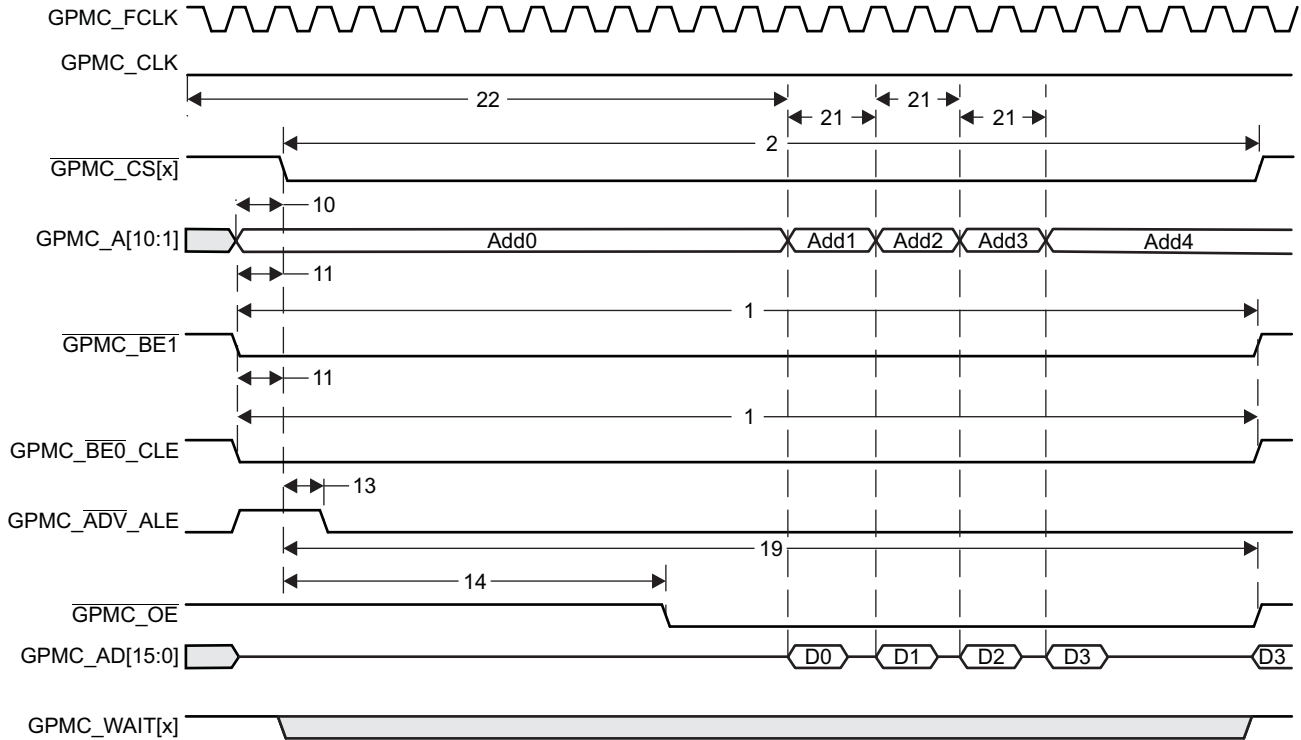 GPMC_FCLK
GPMC_CLK
22
21
21
21
2
GPMC_CS[x]
10
GPMC_A[10:1]
Add0
Add1
Add2
Add3
Add4
11
1
GPMC_BE1
11
1
GPMC_BE0_CLE
13
GPMC_ADV_ALE
19
14
GPMC_OE
GPMC_AD[15:0]
D0
D1
D2
D3
D3
GPMC_WAIT[x]